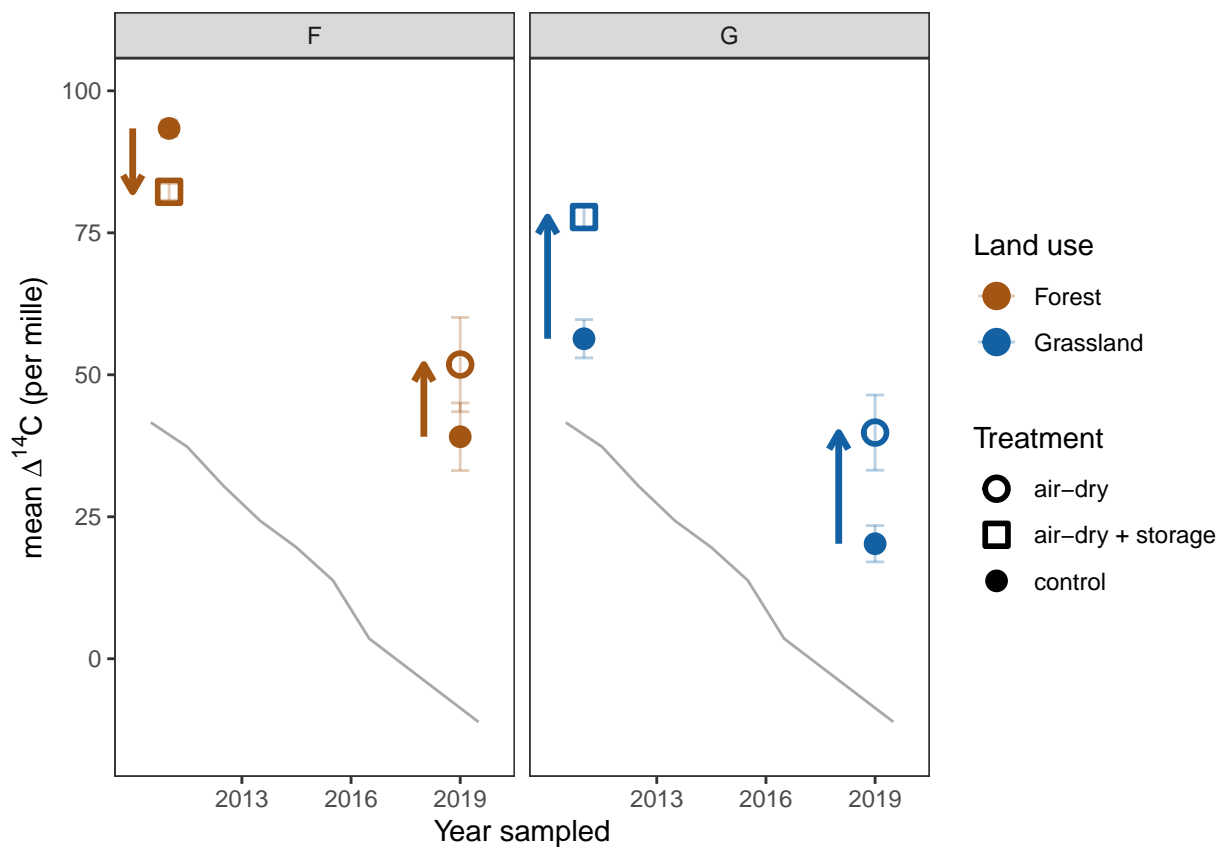 F
G
100
75
50
25
0
mean Δ¹⁴C (per mille)
2013
2016
2019
2013
2016
2019
Year sampled
Land use
Forest
Grassland
Treatment
air−dry
air−dry + storage
control